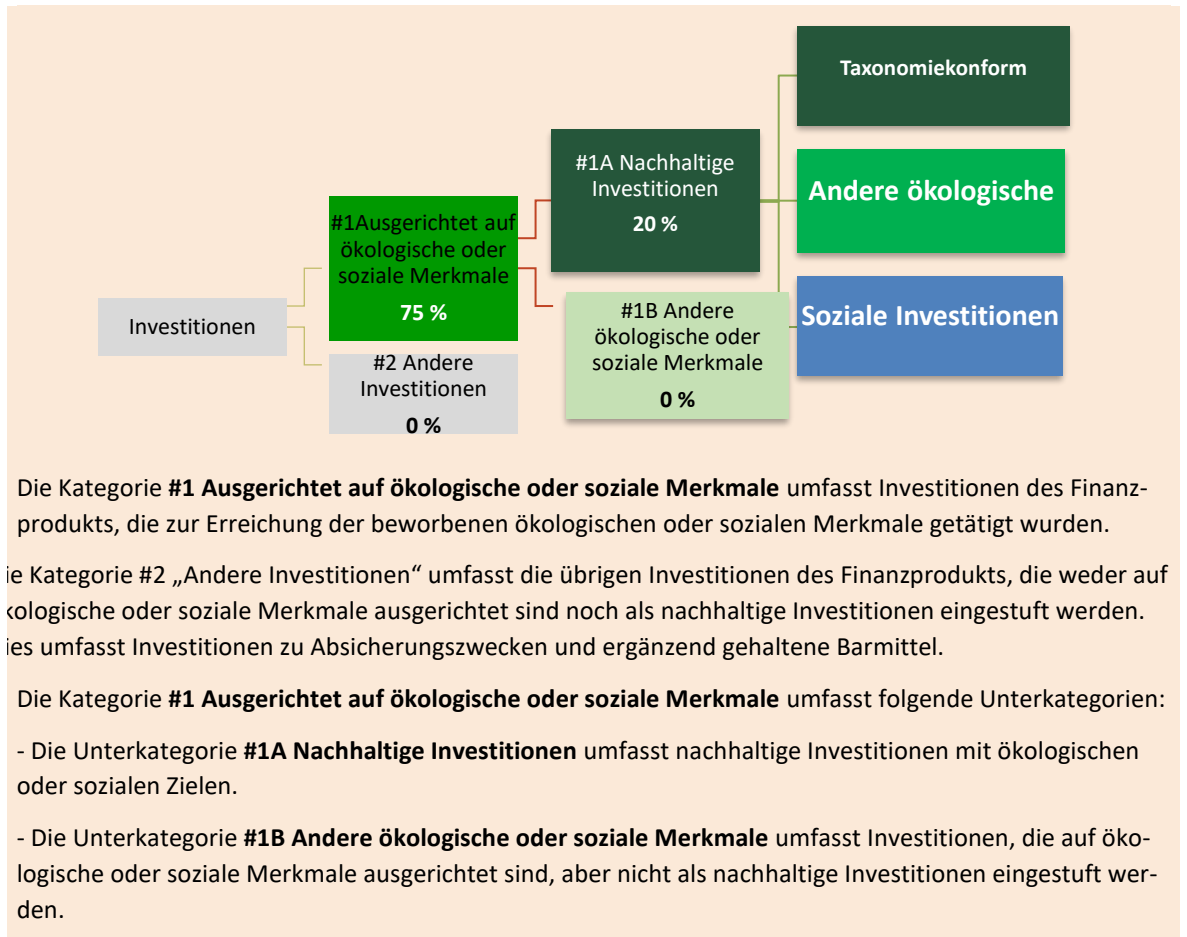 Taxonomiekonform
#1A Nachhaltige
Investitionen
20 %
Andere ökologische
#1Ausgerichtet auf
ökologische oder
soziale Merkmale
75 %
Investitionen
#1B Andere
ökologische oder
soziale Merkmale
0 %
Soziale Investitionen
#2 Andere
Investitionen
0 %
Die Kategorie #1 Ausgerichtet auf ökologische oder soziale Merkmale umfasst Investitionen des Finanz-
produkts, die zur Erreichung der beworbenen ökologischen oder sozialen Merkmale getätigt wurden.
ie Kategorie #2 „Andere Investitionen“ umfasst die übrigen Investitionen des Finanzprodukts, die weder auf
kologische oder soziale Merkmale ausgerichtet sind noch als nachhaltige Investitionen eingestuft werden.
ies umfasst Investitionen zu Absicherungszwecken und ergänzend gehaltene Barmittel.
Die Kategorie #1 Ausgerichtet auf ökologische oder soziale Merkmale umfasst folgende Unterkategorien:
- Die Unterkategorie #1A Nachhaltige Investitionen umfasst nachhaltige Investitionen mit ökologischen
oder sozialen Zielen.
- Die Unterkategorie #1B Andere ökologische oder soziale Merkmale umfasst Investitionen, die auf öko-
logische oder soziale Merkmale ausgerichtet sind, aber nicht als nachhaltige Investitionen eingestuft wer-
den.